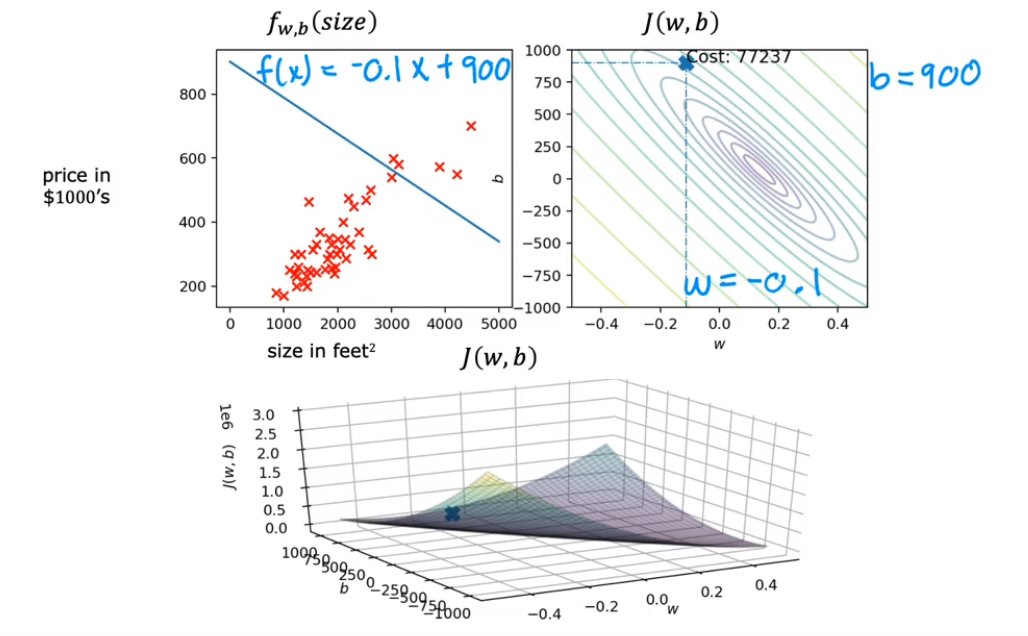 f_{w,b}(size)
f(x) = -0.1x + 900
800
600
400
200
price in
$1000's
0 1000 2000 3000 4000 5000
size in feet²
J(w, b)
Cost: 77237
b = 900
1000
750
500
250
0
−250
−500
−750
−1000
b
w = -0.1
−0.4 −0.2 0.0 0.2 0.4
w
J(w, b)
1e6
J(w, b)
3.0
2.5
2.0
1.5
1.0
0.5
0.0
1000
750
500
250
0
−250
−500
−750
−1000
b
−0.4 −0.2 0.0 0.2 0.4
w